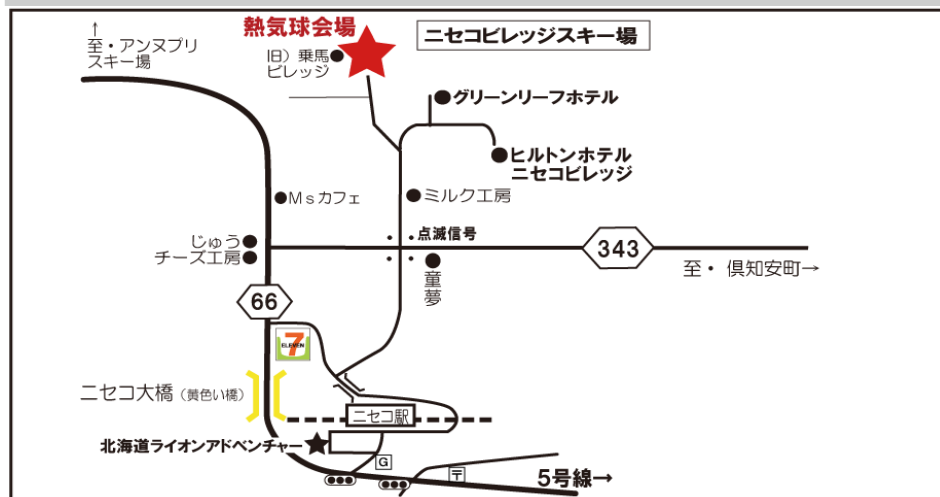 熱気球会場
ニセコビレッジスキー場
↑
至・アンヌプリ
スキー場
旧）乗馬
ビレッジ
グリーンリーフホテル
ヒルトンホテル
ニセコビレッジ
Ｍｓカフェ
ミルク工房
じゅう
チーズ工房
点滅信号
343
至・ 倶知安町→
童
夢
66
7
ELEVEN
ニセコ大橋（黄色い橋）
ニセコ駅
北海道ライオンアドベンチャー
G
〒
5号線→